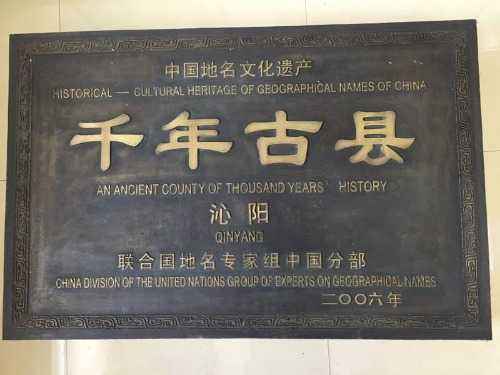 中国地名文化遗产
HISTORICAL — CULTURAL HERITAGE OF GEOGRAPHICAL NAMES OF CHINA
千年古县
AN ANCIENT COUNTY OF THOUSAND YEARS' HISTORY
沁阳
QINYANG
联合国地名专家组中国分部
CHINA DIVISION OF THE UNITED NATIONS GROUP OF EXPERTS ON GEOGRAPHICAL NAMES
二〇〇六年